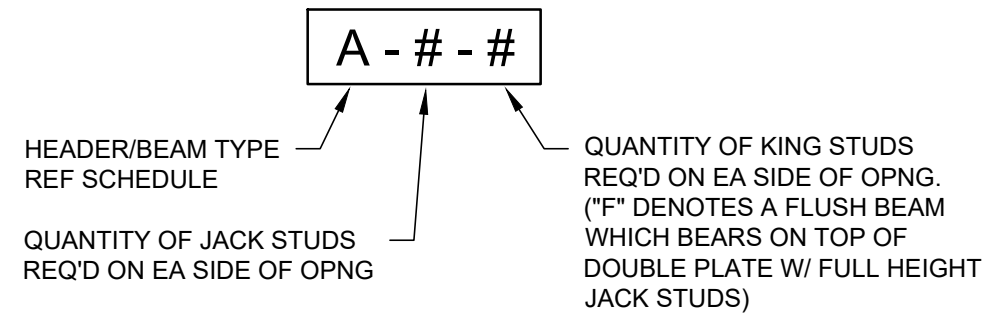 A - # - #
HEADER/BEAM TYPE
REF SCHEDULE
QUANTITY OF JACK STUDS
REQ'D ON EA SIDE OF OPNG
QUANTITY OF KING STUDS
REQ'D ON EA SIDE OF OPNG.
("F" DENOTES A FLUSH BEAM
WHICH BEARS ON TOP OF
DOUBLE PLATE W/ FULL HEIGHT
JACK STUDS)